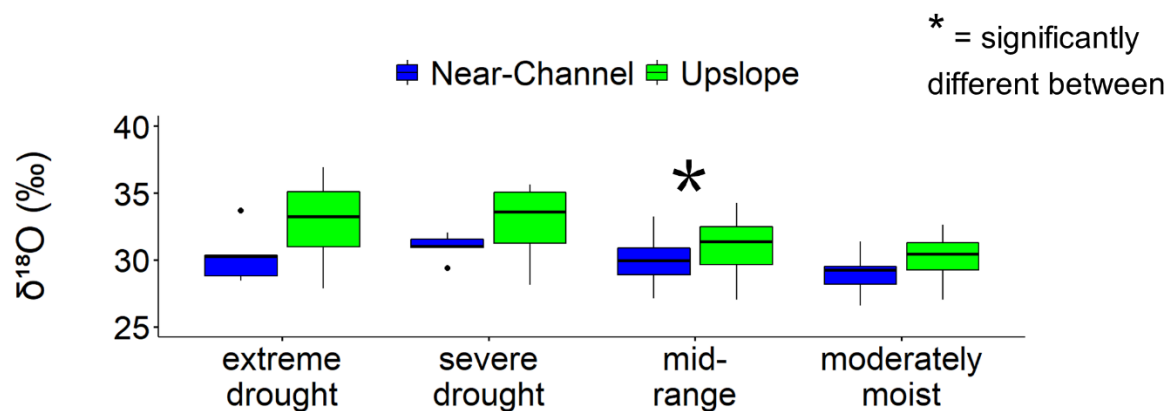 * = significantly
different between
Near-Channel Upslope
δ¹⁸O (‰)
40
35
30
25
*
extreme drought
severe drought
mid-range
moderately moist